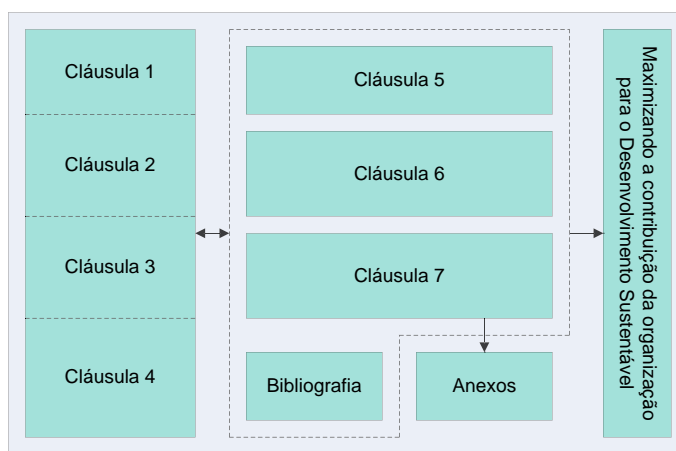 Cláusula 1
Cláusula 2
Cláusula 3
Cláusula 4
Cláusula 5
Cláusula 6
Cláusula 7
Bibliografia
Anexos
Maximizando a contribuição da organização
para o Desenvolvimento Sustentável